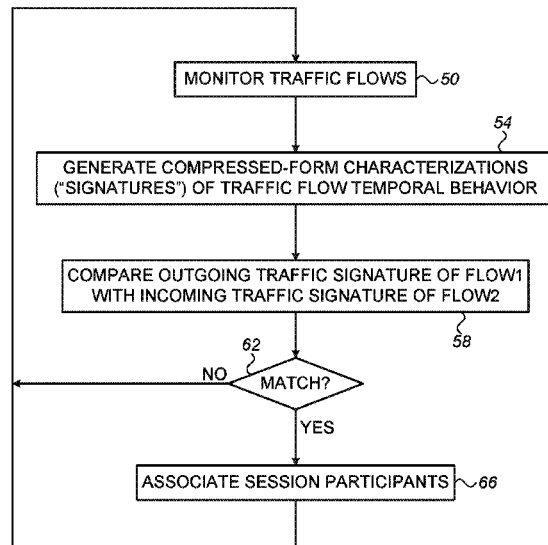 MONITOR TRAFFIC FLOWS
50
54
GENERATE COMPRESSED-FORM CHARACTERIZATIONS
("SIGNATURES") OF TRAFFIC FLOW TEMPORAL BEHAVIOR
COMPARE OUTGOING TRAFFIC SIGNATURE OF FLOW1
WITH INCOMING TRAFFIC SIGNATURE OF FLOW2
58
62
NO
MATCH?
YES
ASSOCIATE SESSION PARTICIPANTS
66